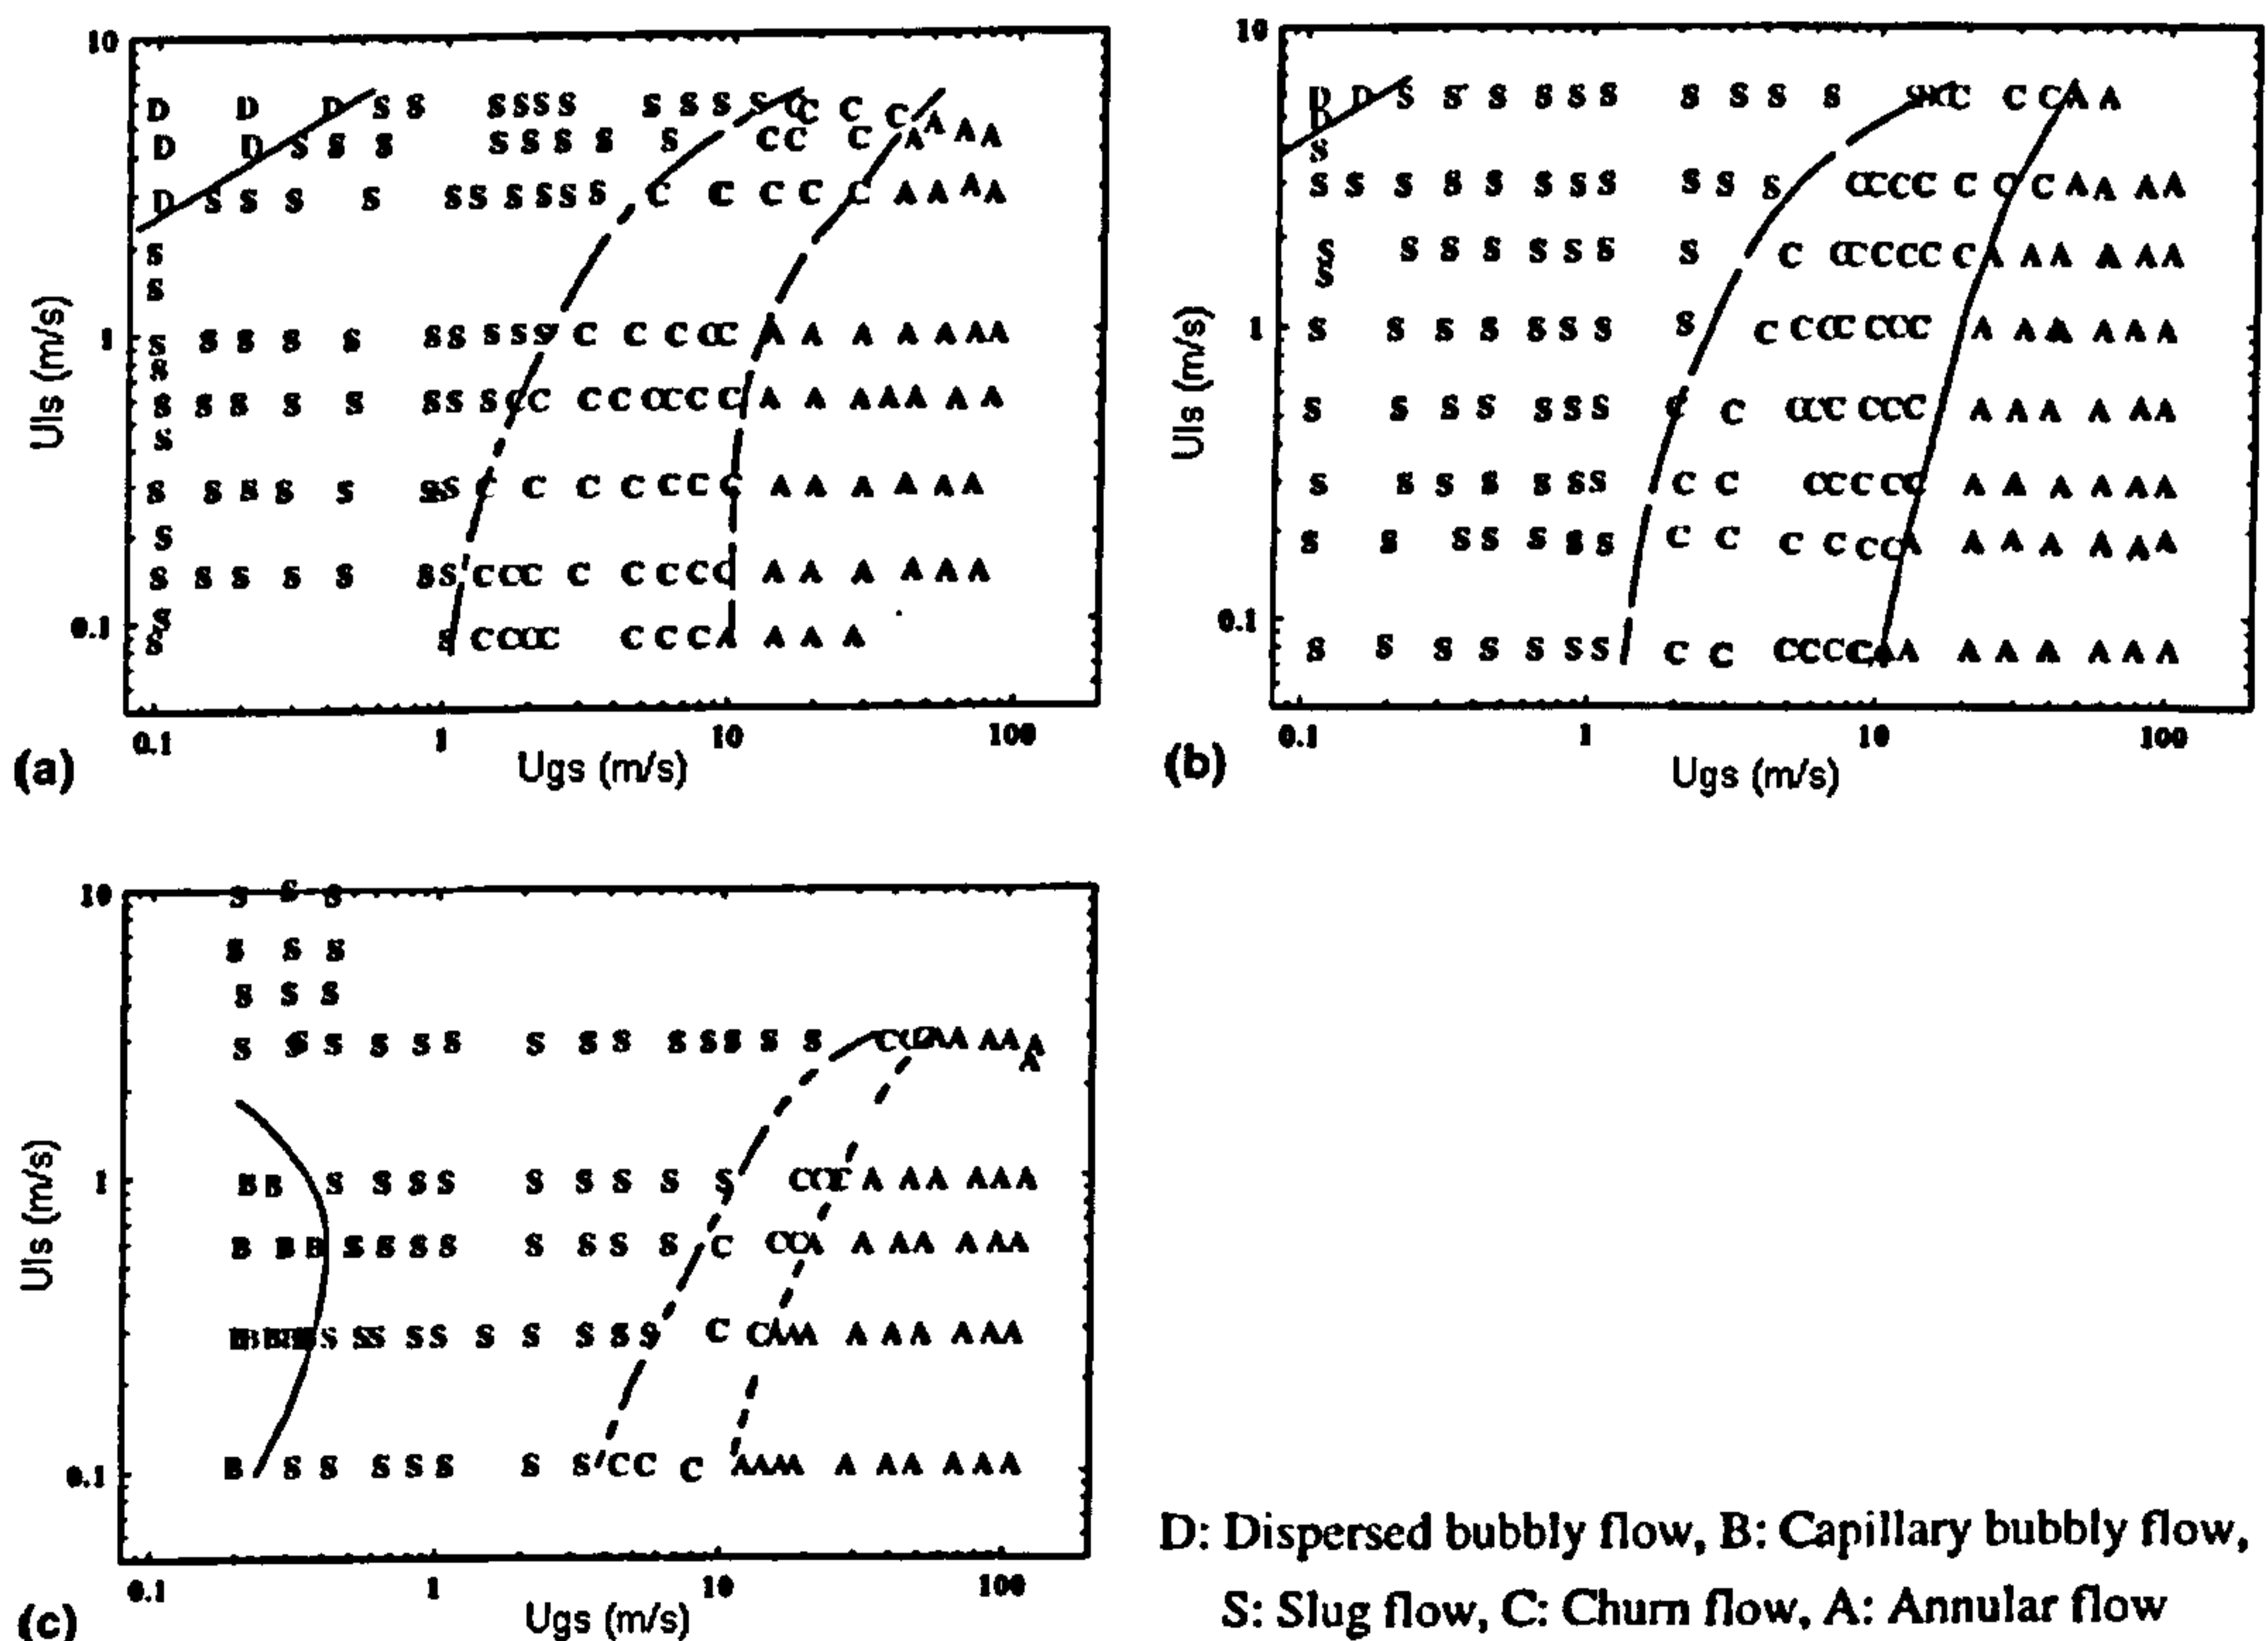 10
D D D S S S S S S S S S S S C C C C
D D S S S S S S S S C C C A A A A
D S S S S S S S S S S S C C C C C C A A A A
S
S
Uls (m/s)
1
S S S S S S S S S S S C C C C C A A A A A A A
S
S S S S S S S S C C C C C C C C C A A A A A A A
S
S S S S S S S S C C C C C C C C A A A A A A
S
S S S S S S S C C C C C C C C A A A A A A
S
0.1
S S C C C C C C C A A A A
0.1 1 10 100
(a)
Ugs (m/s)
10
D D S S S S S S S S S S C C C C A A
D
S
S S S S S S S S S S S C C C C C C C A A A A
S S S S S S S S C C C C C C C A A A A A A
S
Uls (m/s)
1
S S S S S S S S C C C C C C C A A A A A A
S S S S S S S C C C C C C C C A A A A A A
S S S S S S S C C C C C C C A A A A A A
S S S S S S S C C C C C C A A A A A A A
0.1
S S S S S S S C C C C C C A A A A A A A A
0.1 1 10 100
(b)
Ugs (m/s)
10
S S S
S S S
S S S
S S S S S S S S S S S S S S S S C C A A A A A
A
Uls (m/s)
1
B B S S S S S S S S S C C C A A A A A A
B B B S S S S S S S S C C C A A A A A A A
B B B B S S S S S S S S S S C C A A A A A A A A A
0.1
B S S S S S S S C C C A A A A A A A A A A
0.1 1 10 100
(c)
Ugs (m/s)
D: Dispersed bubbly flow, B: Capillary bubbly flow,
S: Slug flow, C: Churn flow, A: Annular flow